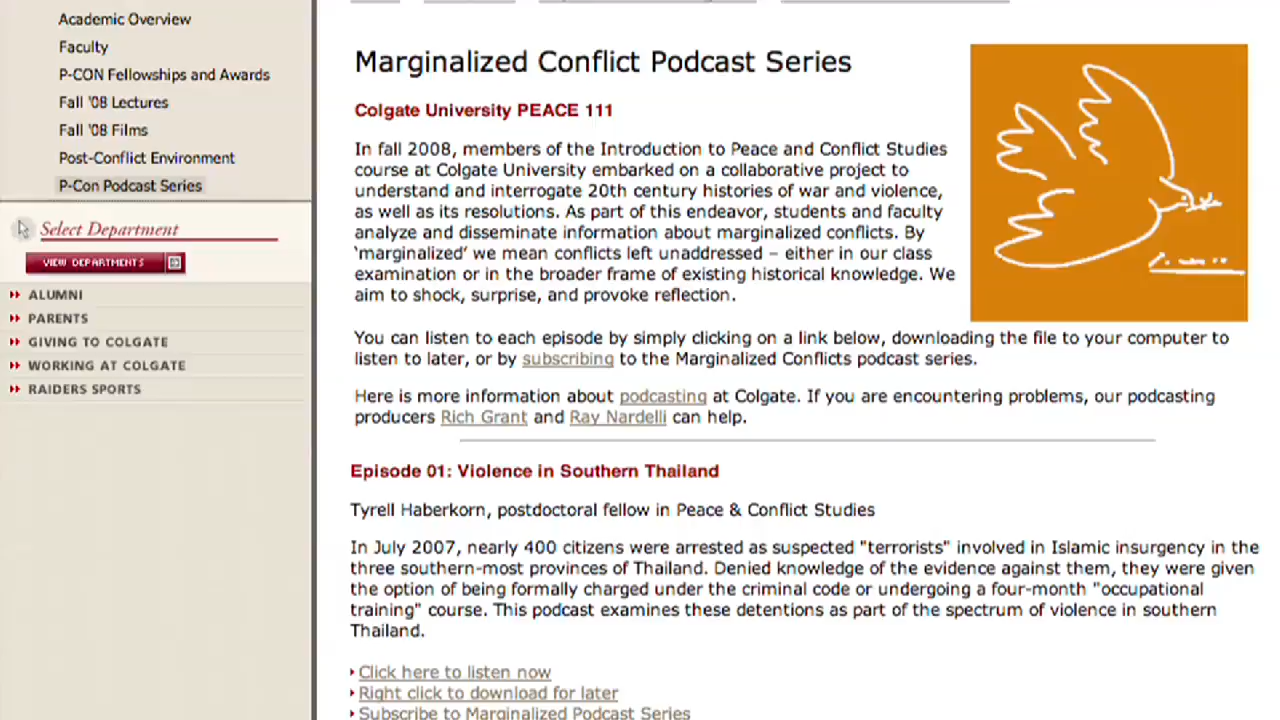 Academic Overview
Faculty
P-CON Fellowships and Awards
Fall '08 Lectures
Fall '08 Films
Post-Conflict Environment
P-Con Podcast Series
Select Department
VIEW DEPARTMENTS
ALUMNI
PARENTS
GIVING TO COLGATE
WORKING AT COLGATE
RAIDERS SPORTS
Marginalized Conflict Podcast Series
Colgate University PEACE 111
In fall 2008, members of the Introduction to Peace and Conflict Studies
course at Colgate University embarked on a collaborative project to
understand and interrogate 20th century histories of war and violence,
as well as its resolutions. As part of this endeavor, students and faculty
analyze and disseminate information about marginalized conflicts. By
'marginalized' we mean conflicts left unaddressed – either in our class
examination or in the broader frame of existing historical knowledge. We
aim to shock, surprise, and provoke reflection.
You can listen to each episode by simply clicking on a link below, downloading the file to your computer to
listen to later, or by subscribing to the Marginalized Conflicts podcast series.
Here is more information about podcasting at Colgate. If you are encountering problems, our podcasting
producers Rich Grant and Ray Nardelli can help.
Episode 01: Violence in Southern Thailand
Tyrell Haberkorn, postdoctoral fellow in Peace & Conflict Studies
In July 2007, nearly 400 citizens were arrested as suspected "terrorists" involved in Islamic insurgency in the
three southern-most provinces of Thailand. Denied knowledge of the evidence against them, they were given
the option of being formally charged under the criminal code or undergoing a four-month "occupational
training" course. This podcast examines these detentions as part of the spectrum of violence in southern
Thailand.
Click here to listen now
Right click to download for later
Subscribe to Marginalized Podcast Series